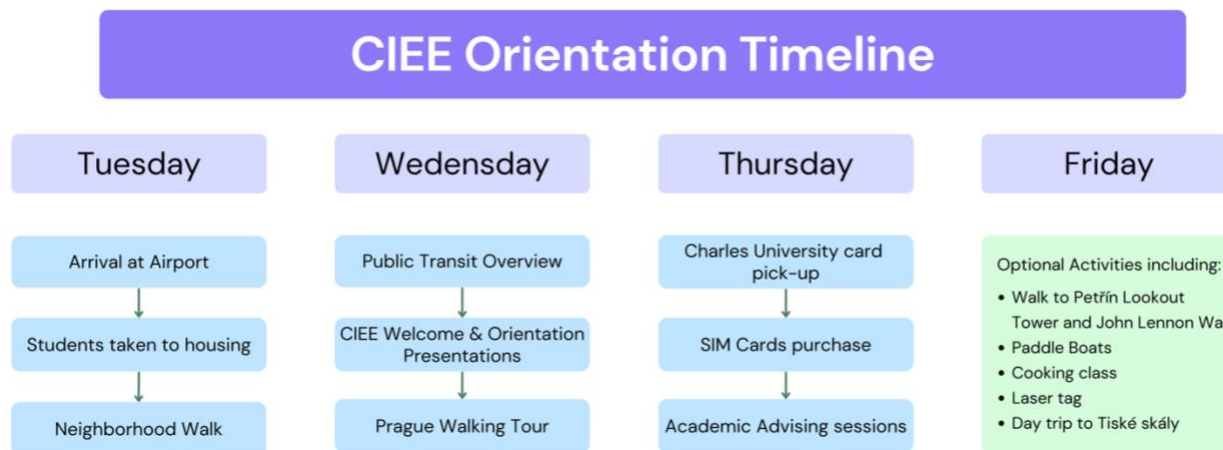 CIEE Orientation Timeline
Tuesday
Arrival at Airport
Students taken to housing
Neighborhood Walk
Wedensday
Public Transit Overview
CIEE Welcome & Orientation
Presentations
Prague Walking Tour
Thursday
Charles University card
pick-up
SIM Cards purchase
Academic Advising sessions
Friday
Optional Activities including:
• Walk to Petřín Lookout
Tower and John Lennon Wa
• Paddle Boats
• Cooking class
• Laser tag
• Day trip to Tiské skály